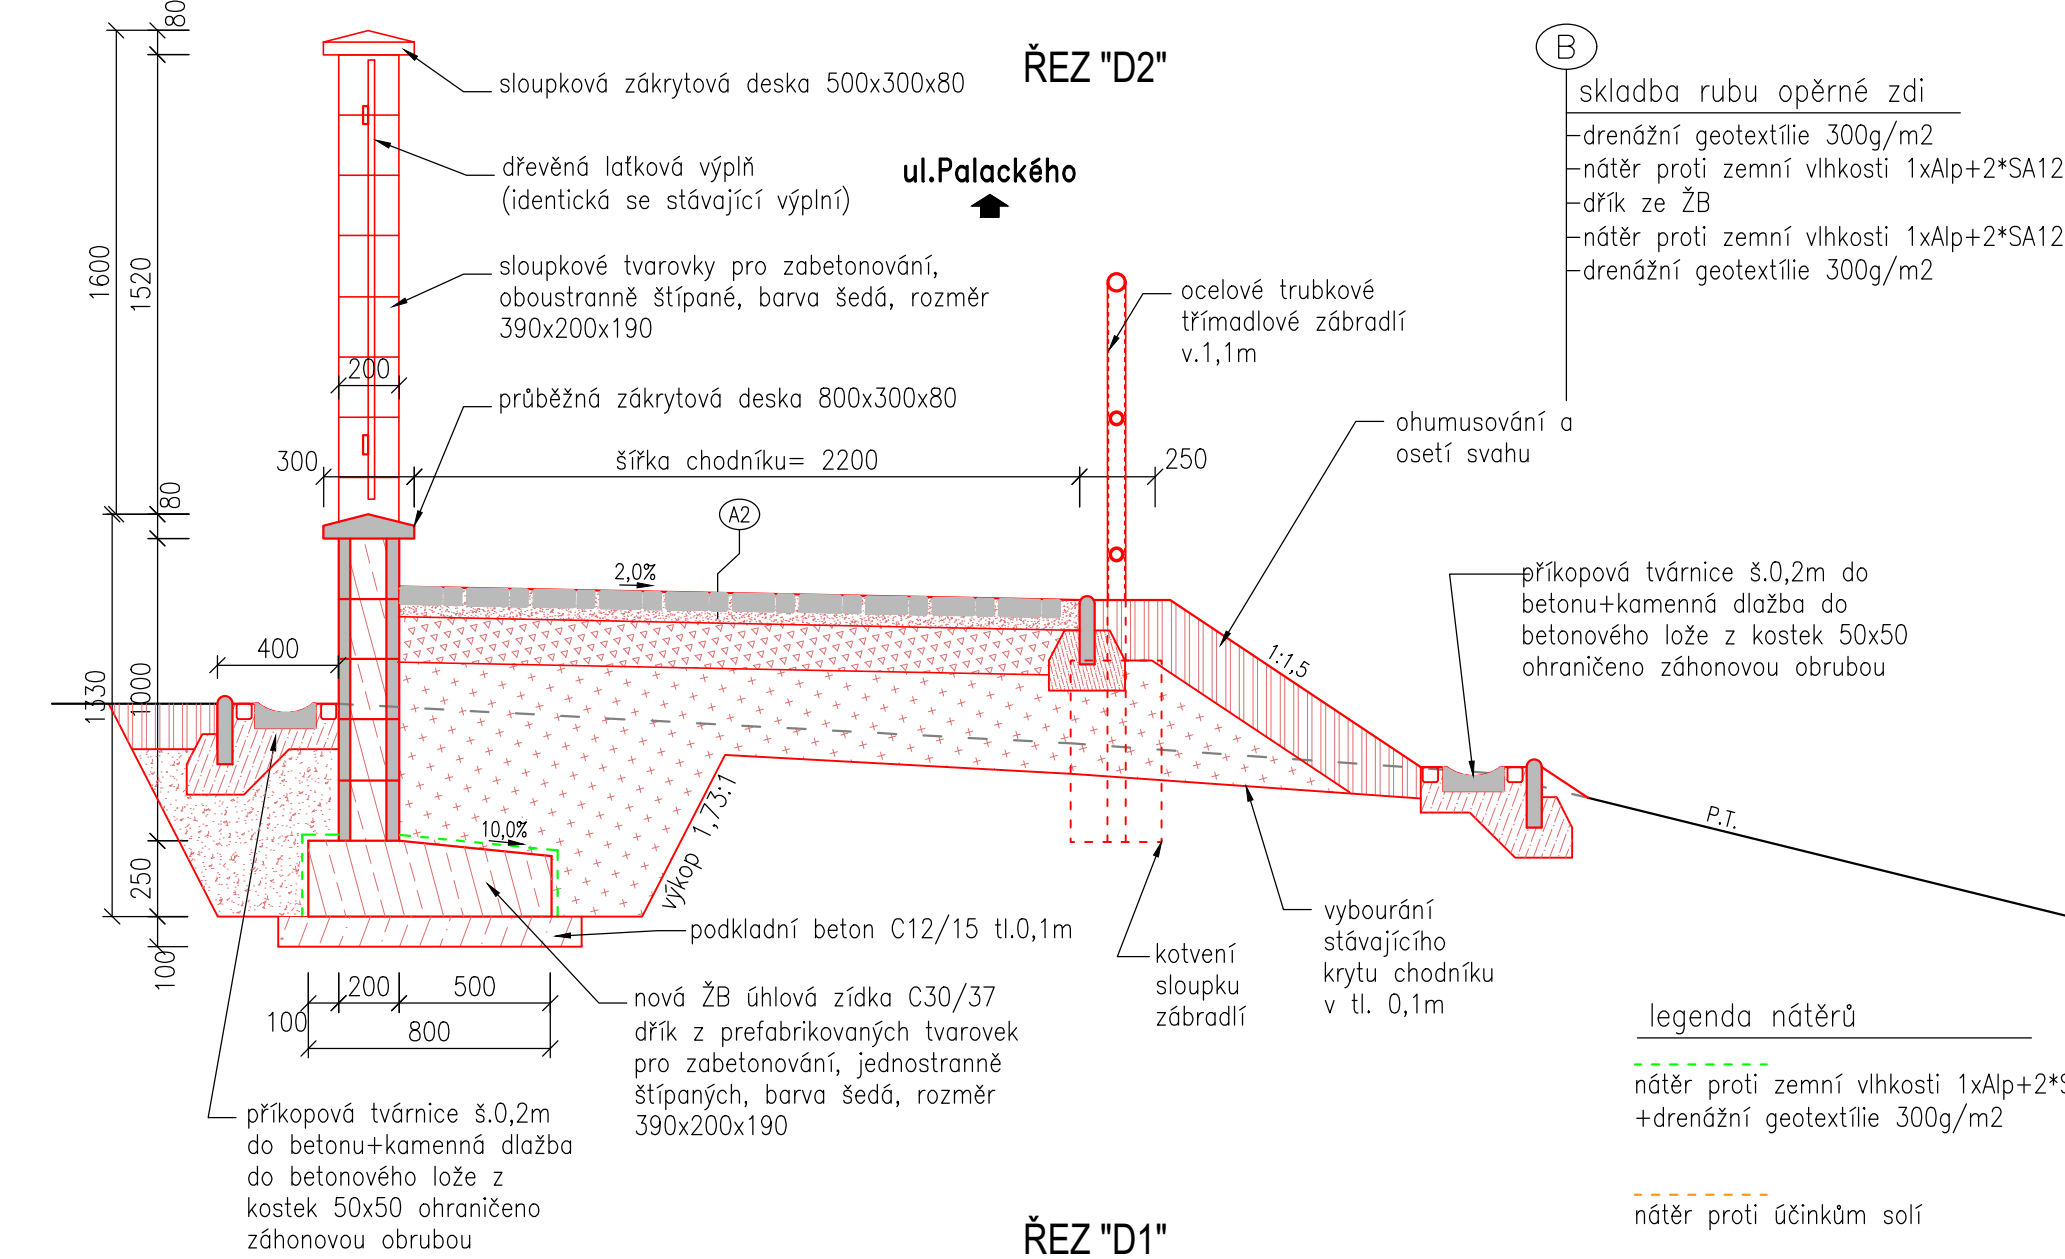 ŘEZ "D2"
ul.Palackého
80
1600
1520
80
1330
1000
250
100
sloupková zákrytová deska 500x300x80
dřevěná laťková výplň
(identická se stávající výplní)
sloupkové tvarovky pro zabetonování,
oboustranně štípané, barva šedá, rozměr
390x200x190
200
průběžná zákrytová deska 800x300x80
300
šířka chodníku= 2200
250
A2
2,0%
400
10,0%
výkop 1,73:1
1:1,5
P.T.
ocelové trubkové
třímadlové zábradlí
v.1,1m
ohumusování a
osetí svahu
B
skladba rubu opěrné zdi
drenážní geotextílie 300g/m2
nátěr proti zemní vlhkosti 1xAlp+2*SA12
dřík ze ŽB
nátěr proti zemní vlhkosti 1xAlp+2*SA12
drenážní geotextílie 300g/m2
příkopová tvárnice š.0,2m do
betonu+kamenná dlažba do
betonového lože z kostek 50x50
ohraničeno záhonovou obrubou
podkladní beton C12/15 tl.0,1m
100
200
500
800
nová ŽB úhlová zídka C30/37
dřík z prefabrikovaných tvarovek
pro zabetonování, jednostranně
štípaných, barva šedá, rozměr
390x200x190
kotvení
sloupku
zábradlí
vybourání
stávajícího
krytu chodníku
v tl. 0,1m
příkopová tvárnice š.0,2m
do betonu+kamenná dlažba
do betonového lože z
kostek 50x50 ohraničeno
záhonovou obrubou
legenda nátěrů
nátěr proti zemní vlhkosti 1xAlp+2*S
+drenážní geotextílie 300g/m2
nátěr proti účinkům solí
ŘEZ "D1"